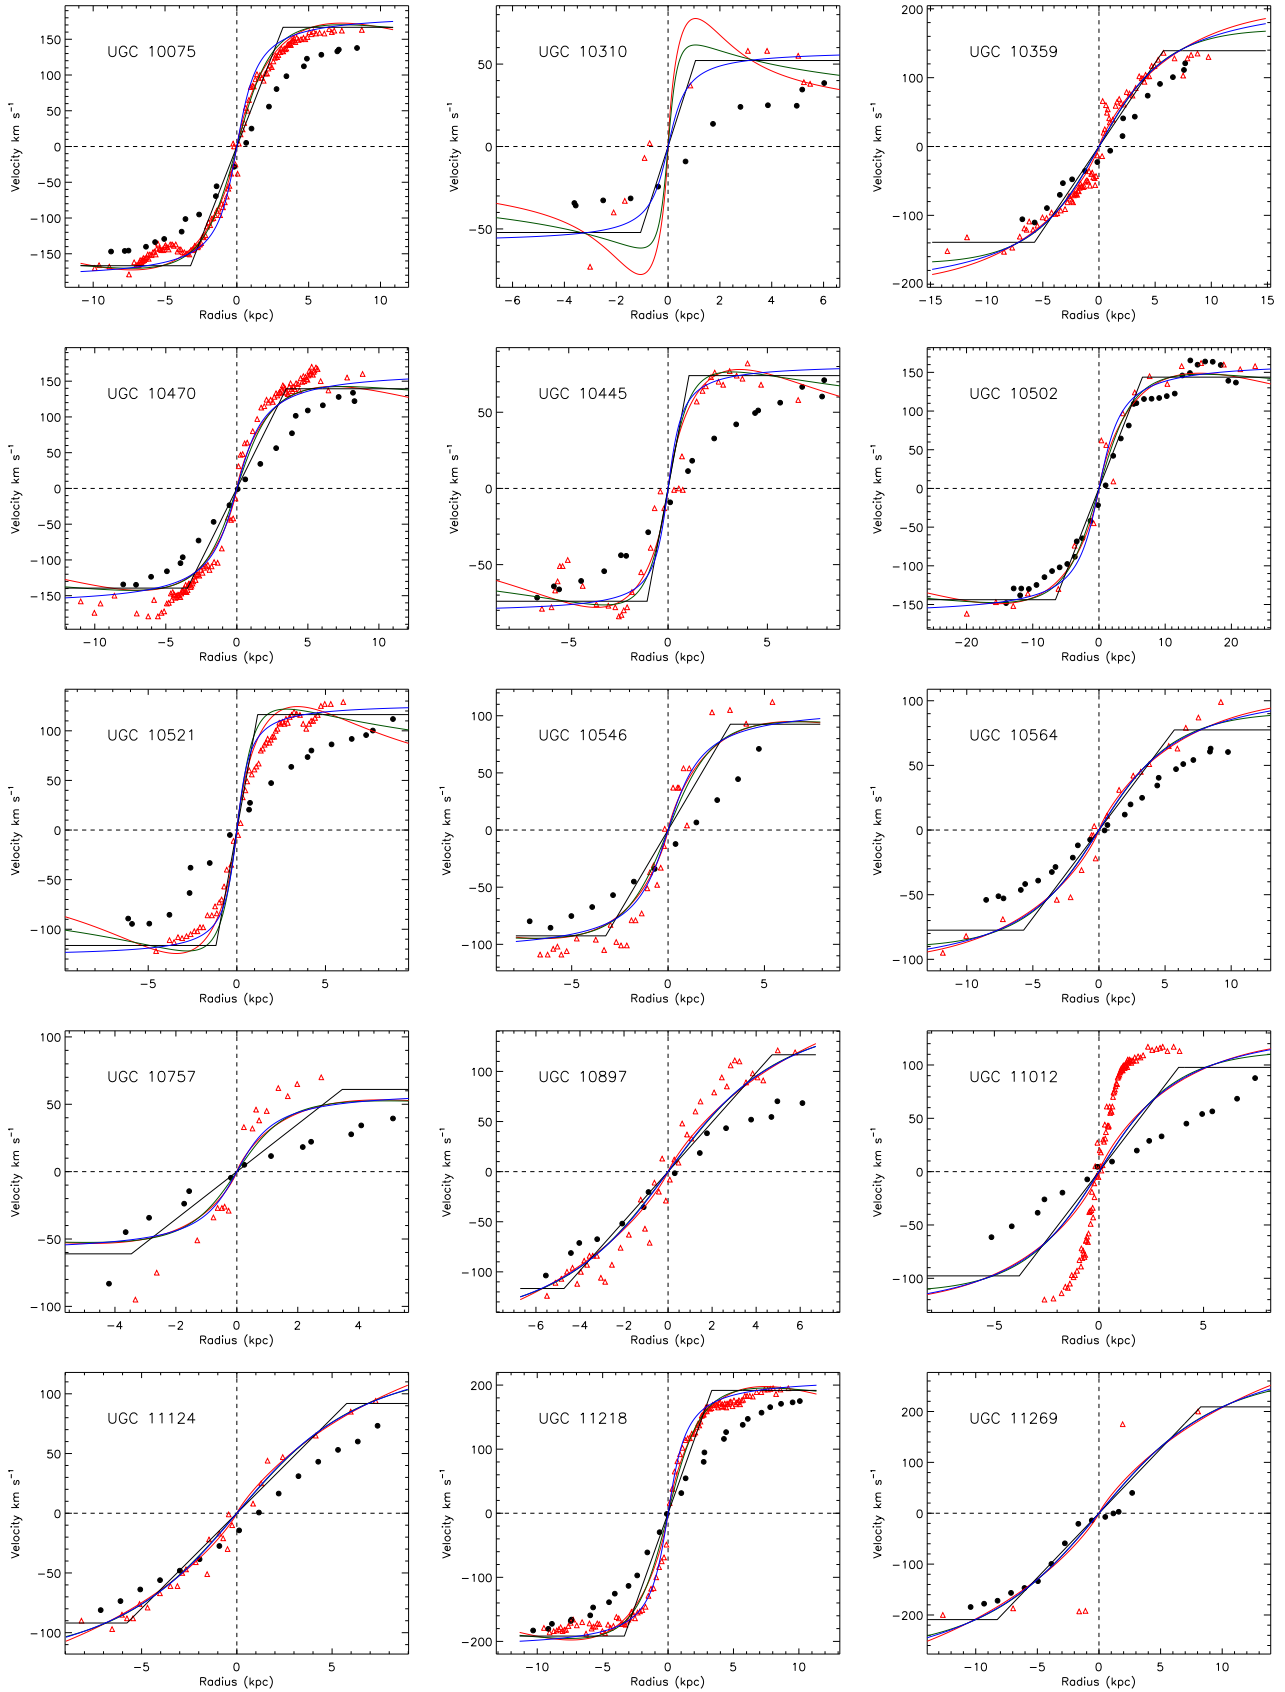 UGC 10075
150
100
50
0
−50
−100
−150
−10 −5 0 5 10
Velocity km s⁻¹
Radius (kpc)
UGC 10310
50
0
−50
−6 −4 −2 0 2 4 6
Velocity km s⁻¹
Radius (kpc)
UGC 10359
200
100
0
−100
−200
−15 −10 −5 0 5 10 15
Velocity km s⁻¹
Radius (kpc)
UGC 10470
150
100
50
0
−50
−100
−150
−10 −5 0 5 10
Velocity km s⁻¹
Radius (kpc)
UGC 10445
50
0
−50
−5 0 5
Velocity km s⁻¹
Radius (kpc)
UGC 10502
150
100
50
0
−50
−100
−150
−20 −10 0 10 20
Velocity km s⁻¹
Radius (kpc)
UGC 10521
100
50
0
−50
−100
−5 0 5
Velocity km s⁻¹
Radius (kpc)
UGC 10546
100
50
0
−50
−100
−5 0 5
Velocity km s⁻¹
Radius (kpc)
UGC 10564
100
50
0
−50
−100
−10 −5 0 5 10
Velocity km s⁻¹
Radius (kpc)
UGC 10757
100
50
0
−50
−100
−4 −2 0 2 4
Velocity km s⁻¹
Radius (kpc)
UGC 10897
100
50
0
−50
−100
−6 −4 −2 0 2 4 6
Velocity km s⁻¹
Radius (kpc)
UGC 11012
100
50
0
−50
−100
−5 0 5
Velocity km s⁻¹
Radius (kpc)
UGC 11124
100
50
0
−50
−100
−5 0 5
Velocity km s⁻¹
Radius (kpc)
UGC 11218
200
100
0
−100
−200
−10 −5 0 5 10
Velocity km s⁻¹
Radius (kpc)
UGC 11269
200
100
0
−100
−200
−10 −5 0 5 10
Velocity km s⁻¹
Radius (kpc)